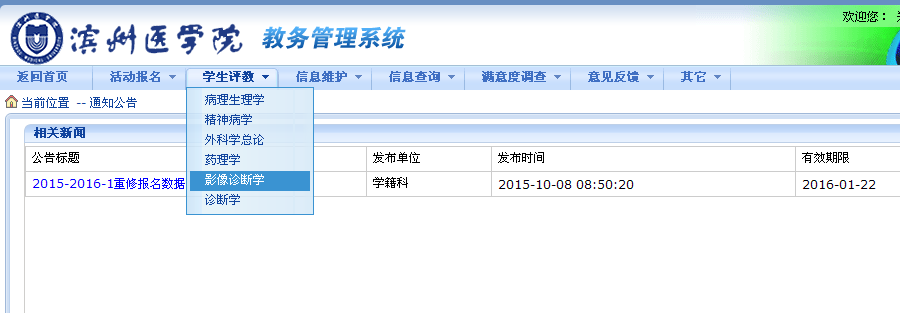 欢迎您：
滨州医学院 教务管理系统
返回首页 活动报名 学生评教 信息维护 信息查询 满意度调查 意见反馈 其它
当前位置 -- 通知公告
病理生理学
精神病学
外科学总论
药理学
影像诊断学
诊断学
相关新闻
公告标题 发布单位 发布时间 有效期限
2015-2016-1重修报名数据 学籍科 2015-10-08 08:50:20 2016-01-22